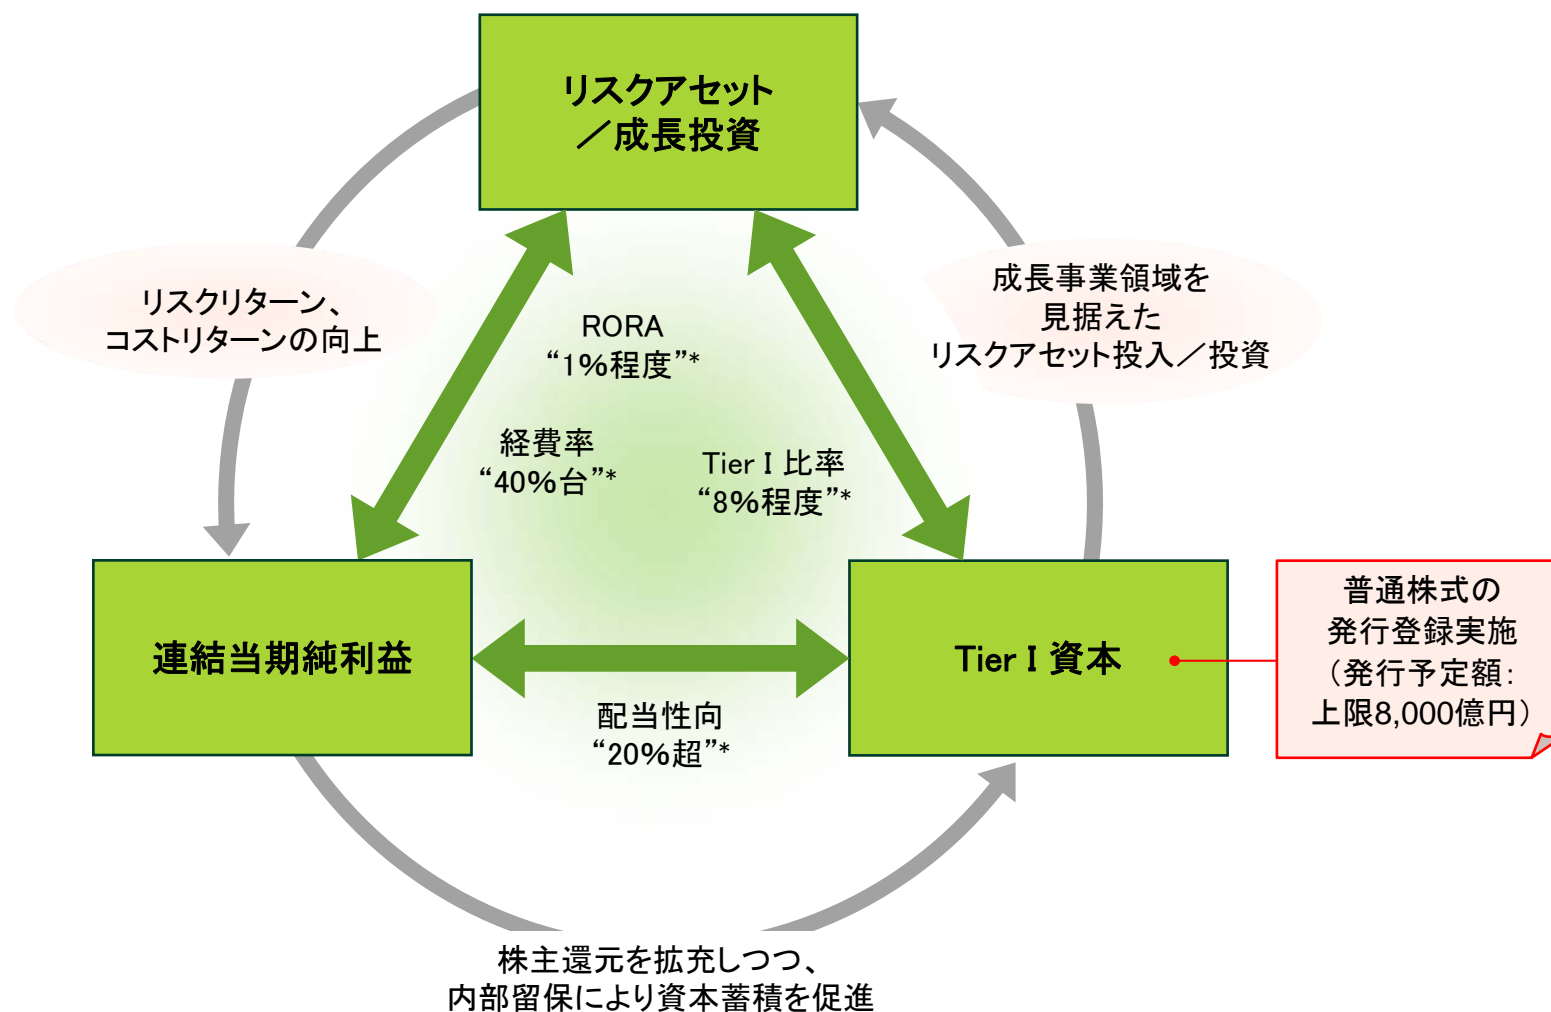 リスクアセット
／成長投資
リスクリターン、
コストリターンの向上
成長事業領域を
見据えた
リスクアセット投入／投資
RORA
“1%程度”*
経費率
“40%台”*
Tier I 比率
“8%程度”*
連結当期純利益
Tier I 資本
普通株式の
発行登録実施
（発行予定額：
上限8,000億円）
配当性向
“20%超”*
株主還元を拡充しつつ、
内部留保により資本蓄積を促進